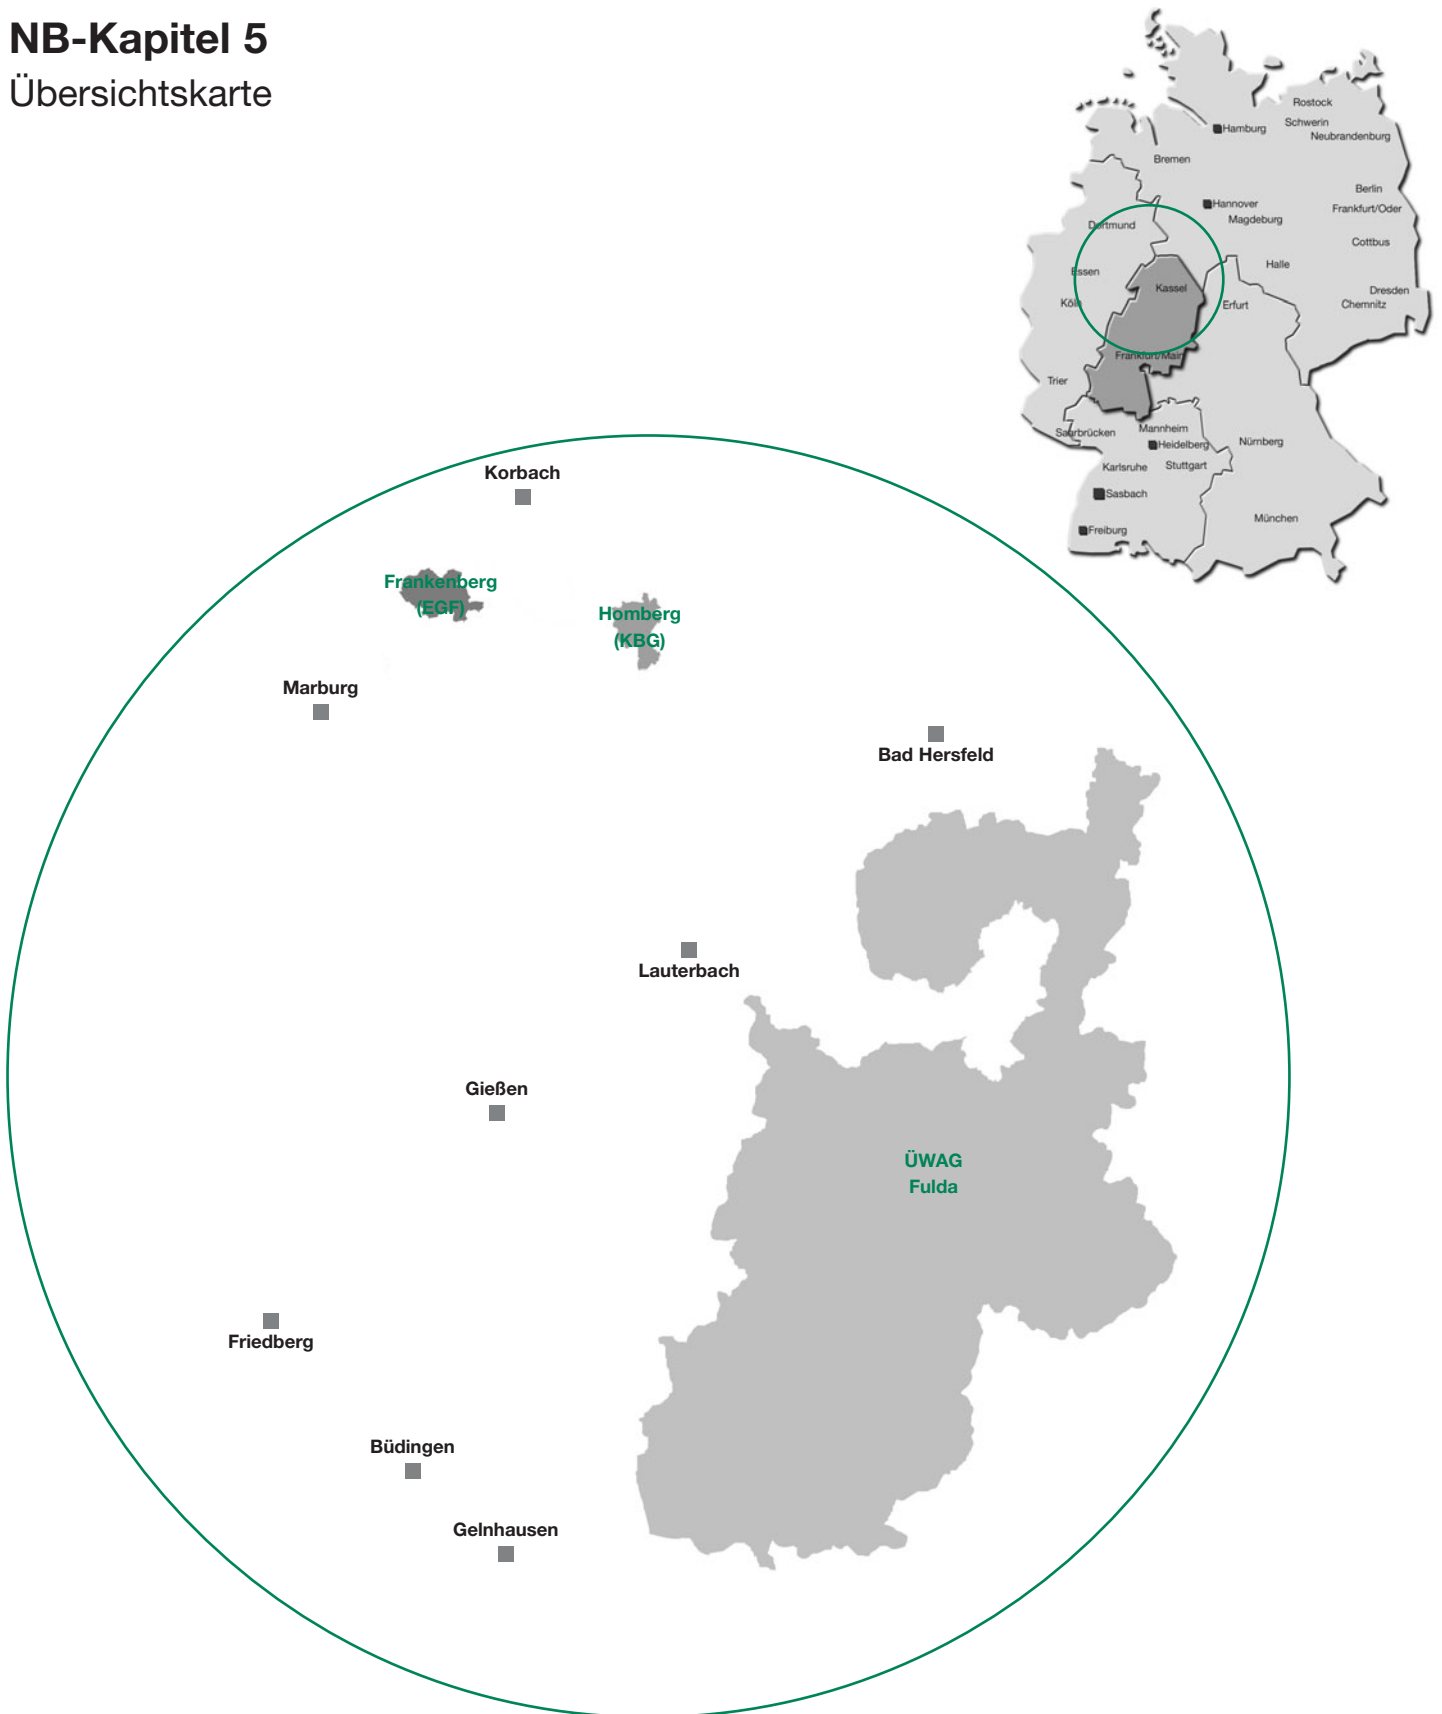 NB-Kapitel 5
Übersichtskarte
Rostock
Schwerin
Hamburg
Neubrandenburg
Bremen
Berlin
Hannover
Frankfurt/Oder
Magdeburg
Dortmund
Cottbus
Halle
Essen
Kassel
Dresden
Köln
Erfurt
Chemnitz
Frankfurt/Main
Trier
Mannheim
Saarbrücken
Nürnberg
Heidelberg
Stuttgart
Karlsruhe
Sasbach
München
Freiburg
Korbach
Frankenberg
(EGF)
Homberg
(KBG)
Marburg
Bad Hersfeld
Lauterbach
Gießen
ÜWAG
Fulda
Friedberg
Büdingen
Gelnhausen